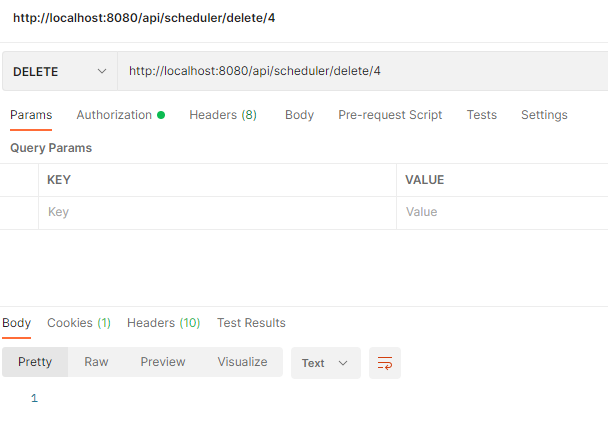 http://localhost:8080/api/scheduler/delete/4
DELETE http://localhost:8080/api/scheduler/delete/4
Params Authorization Headers (8) Body Pre-request Script Tests Settings
Query Params
KEY VALUE
Key Value
Body Cookies (1) Headers (10) Test Results
Pretty Raw Preview Visualize Text
1